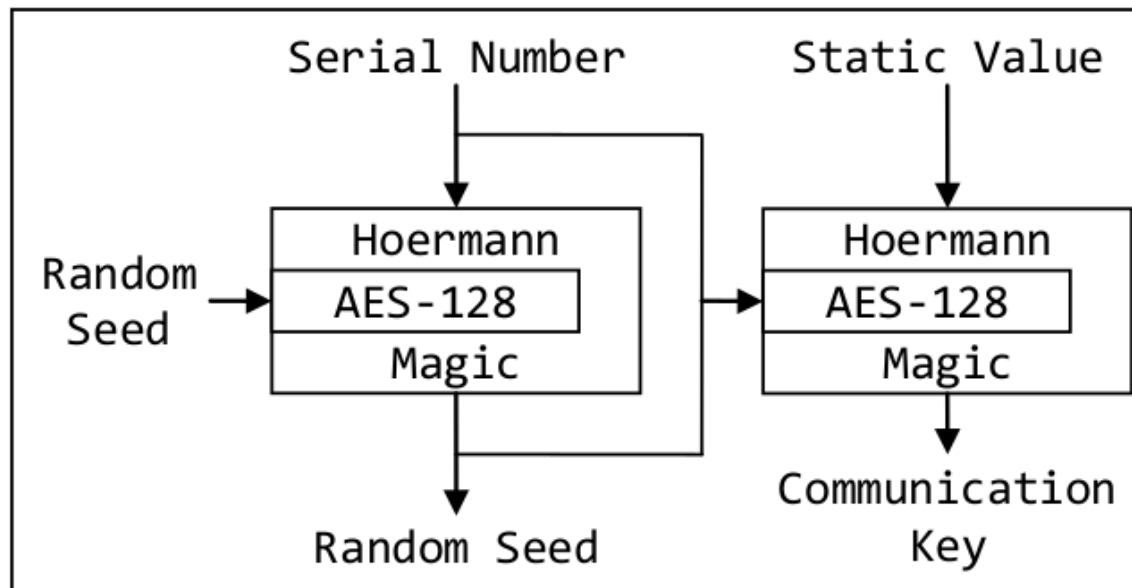 Serial Number
Static Value
Random
Seed
Hoermann
AES-128
Magic
Hoermann
AES-128
Magic
Random Seed
Communication
Key